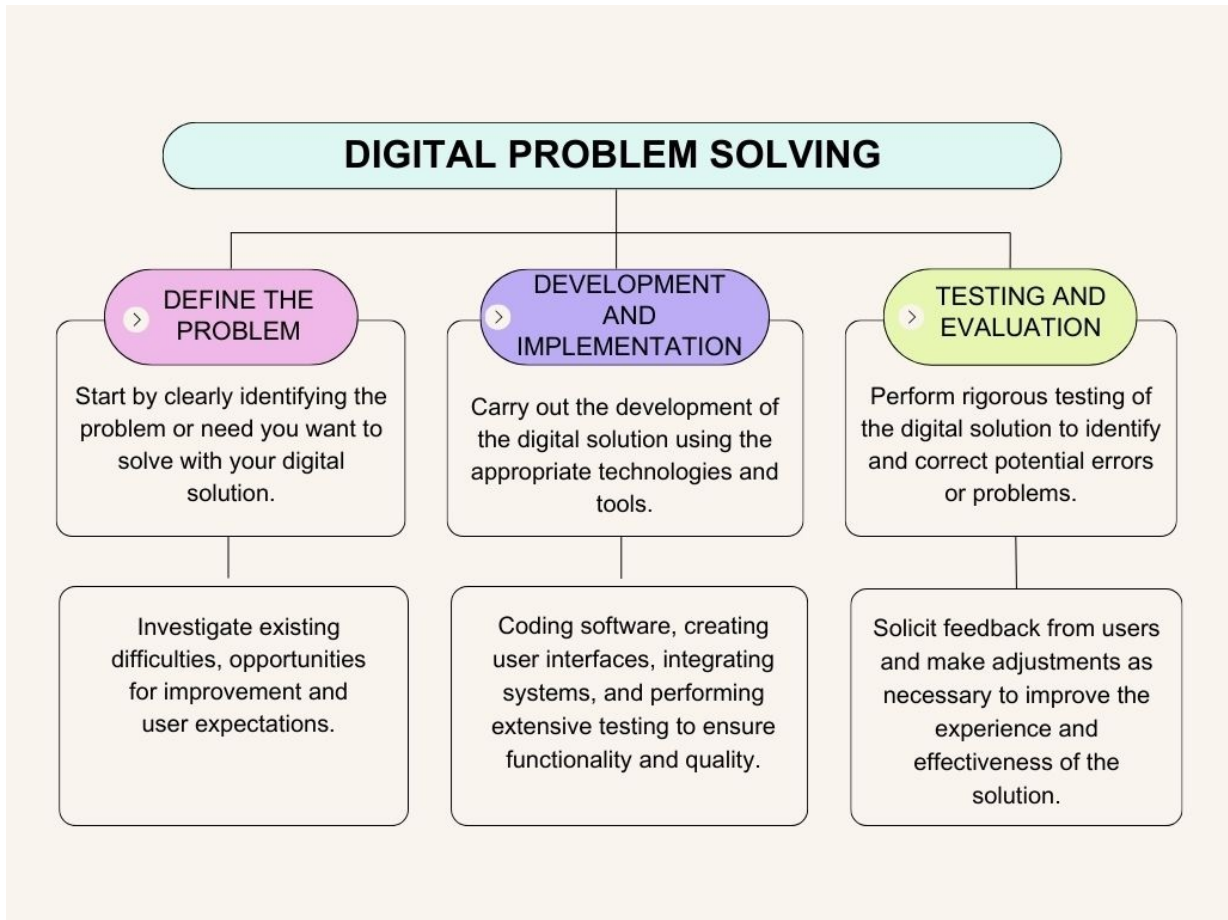 DIGITAL PROBLEM SOLVING
DEFINE THE
PROBLEM
Start by clearly identifying the
problem or need you want to
solve with your digital
solution.
Investigate existing
difficulties, opportunities
for improvement and
user expectations.
DEVELOPMENT
AND
IMPLEMENTATION
Carry out the development of
the digital solution using the
appropriate technologies and
tools.
Coding software, creating
user interfaces, integrating
systems, and performing
extensive testing to ensure
functionality and quality.
TESTING AND
EVALUATION
Perform rigorous testing of
the digital solution to identify
and correct potential errors
or problems.
Solicit feedback from users
and make adjustments as
necessary to improve the
experience and
effectiveness of the
solution.